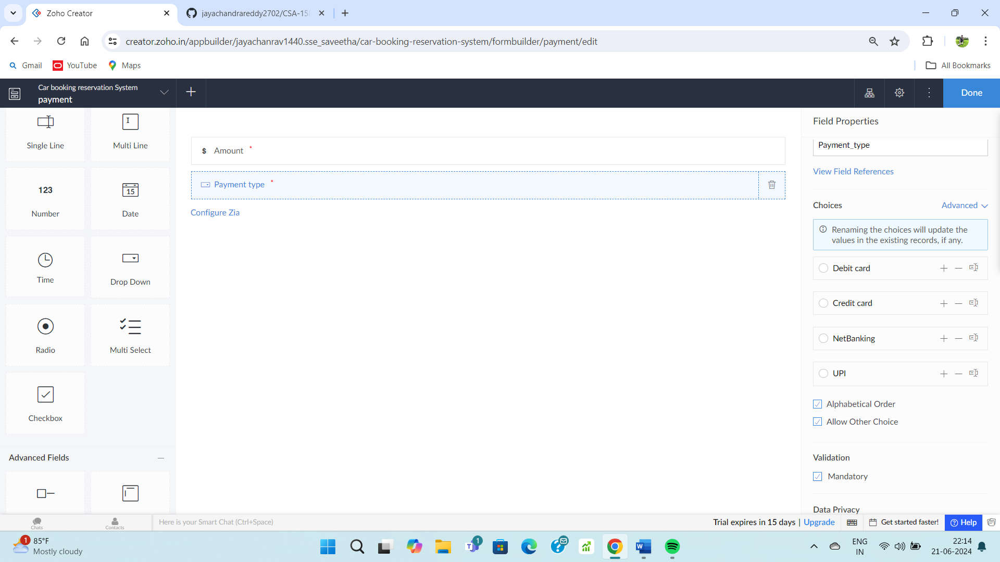 Zoho Creator
jayachandrareddy2702/CSA-15
creator.zoho.in/appbuilder/jayachanrav1440.sse_saveetha/car-booking-reservation-system/formbuilder/payment/edit
Gmail
YouTube
Maps
All Bookmarks
Car booking reservation System
payment
Done
Single Line
Multi Line
123
Number
15
Date
Time
Drop Down
Radio
Multi Select
Checkbox
Advanced Fields
$ Amount *
Payment type *
Configure Zia
Field Properties
Payment_type
View Field References
Choices
Advanced
Renaming the choices will update the
values in the existing records, if any.
Debit card
Credit card
NetBanking
UPI
Alphabetical Order
Allow Other Choice
Validation
Mandatory
Data Privacy
Chats
Contacts
Here is your Smart Chat (Ctrl+Space)
Trial expires in 15 days | Upgrade
Get started faster!
Help
1
85°F
Mostly cloudy
1
ENG
IN
22:14
21-06-2024